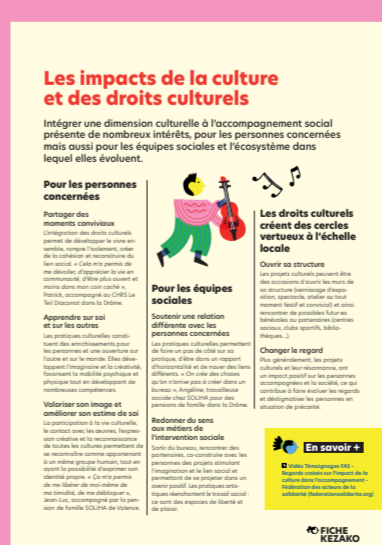 Les impacts de la culture
et des droits culturels
Intégrer une dimension culturelle à l'accompagnement social
présente de nombreux intérêts, pour les personnes concernées
mais aussi pour les équipes sociales et l'écosystème dans
lequel elles évoluent.
Pour les personnes
concernées
Partager des
moments conviviaux
L'intégration des droits culturels
permet de développer le vivre en-
semble, rompre l'isolement, créer
de la cohésion et reconstruire du
lien social. « Cela m'a permis de
me dévoiler, d'apprécier la vie en
communauté, d'être plus ouvert et
moins dans mon coin caché »,
Patrick, accompagné au CHRS Le
Teil Diaconat dans la Drôme.
Apprendre sur soi
et sur les autres
Les pratiques culturelles consti-
tuent des enrichissements pour
les personnes et une ouverture sur
l'autre et sur le monde. Elles déve-
loppent l'imaginaire et la créativité,
favorisant la mobilité psychique et
physique tout en développant de
nombreuses compétences.
Valoriser son image et
améliorer son estime de soi
La participation à la vie culturelle,
le contact avec les œuvres, l'expres-
sion créative et la reconnaissance
de toutes les cultures permettent de
se reconnaître comme appartenant
à un même groupe humain, tout en
ayant la possibilité d'exprimer son
identité propre. « Ça m'a permis
de me libérer de moi-même de
ma timidité, de me débloquer »,
Jean-Luc, accompagné par la pen-
sion de famille SOLIHA de Valence.
Pour les équipes
sociales
Soutenir une relation
différente avec les
personnes concernées
Les pratiques culturelles permettent
de faire un pas de côté sur sa
pratique, d'être dans un rapport
d'horizontalité et de nouer des liens
différents. « On crée des choses
qu'on n'arrive pas à créer dans un
bureau », Angéline, travailleuse
sociale chez SOLIHA pour des
pensions de famille dans la Drôme.
Redonner du sens
aux métiers de
l'intervention sociale
Sortir du bureau, rencontrer des
partenaires, co-construire avec les
personnes des projets stimulant
l'imagination et le lien social et
permettant de se projeter dans un
avenir positif. Les pratiques artis-
tiques réenchantent le travail social :
ce sont des espaces de liberté et
de plaisir.
Les droits culturels
créent des cercles
vertueux à l'échelle
locale
Ouvrir sa structure
Les projets culturels peuvent être
des occasions d'ouvrir les murs de
sa structure (vernissage d'expo-
sition, spectacle, atelier ou tout
moment festif et convivial) et ainsi
rencontrer de possibles futur·es
bénévoles ou partenaires (centres
sociaux, clubs sportifs, biblio-
thèques...).
Changer le regard
Plus généralement, les projets
culturels et leur résonnance, ont
un impact positif sur les personnes
accompagnées et la société, ce qui
contribue à faire évoluer les regards
et déstigmatiser les personnes en
situation de précarité.
En savoir +
Vidéo Témoignages FAS -
Regards croisés sur l'impact de la
culture dans l'accompagnement -
Fédération des acteurs de la
solidarité (federationsolidarite.org)
FICHE
KEZAKO